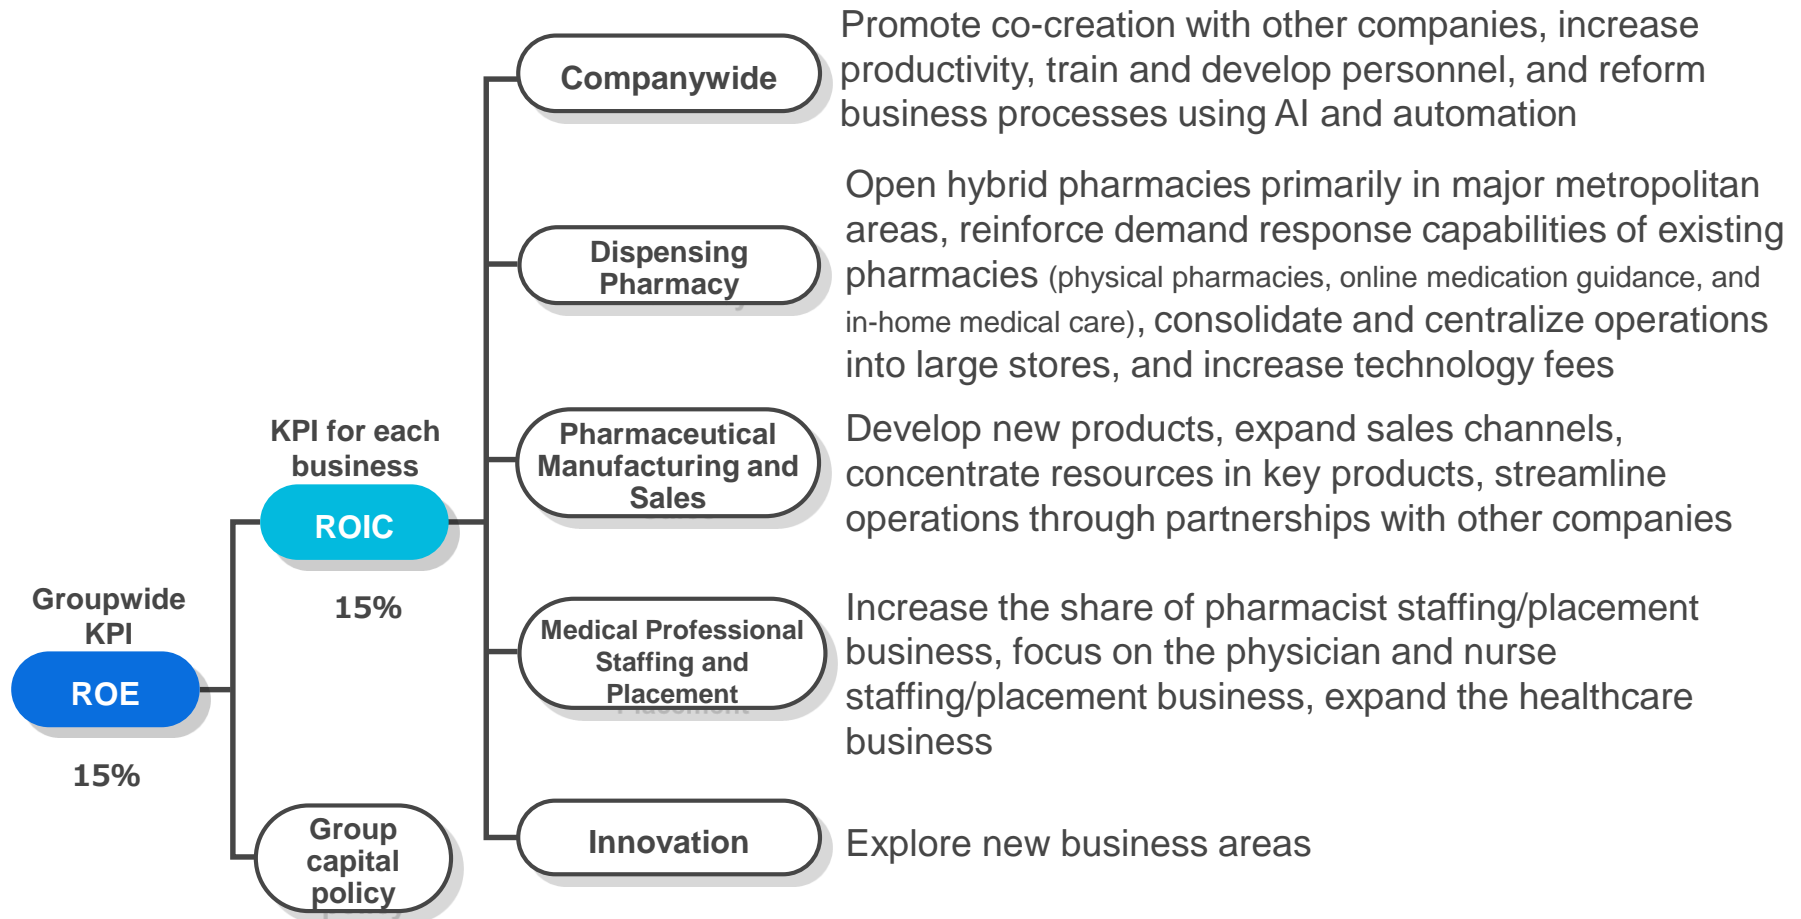 Groupwide
KPI
ROE
15%
KPI for each
business
ROIC
15%
Group
capital
policy
Companywide
Promote co-creation with other companies, increase
productivity, train and develop personnel, and reform
business processes using AI and automation
Dispensing
Pharmacy
Open hybrid pharmacies primarily in major metropolitan
areas, reinforce demand response capabilities of existing
pharmacies (physical pharmacies, online medication guidance, and
in-home medical care), consolidate and centralize operations
into large stores, and increase technology fees
Pharmaceutical
Manufacturing and
Sales
Develop new products, expand sales channels,
concentrate resources in key products, streamline
operations through partnerships with other companies
Medical Professional
Staffing and
Placement
Increase the share of pharmacist staffing/placement
business, focus on the physician and nurse
staffing/placement business, expand the healthcare
business
Innovation
Explore new business areas